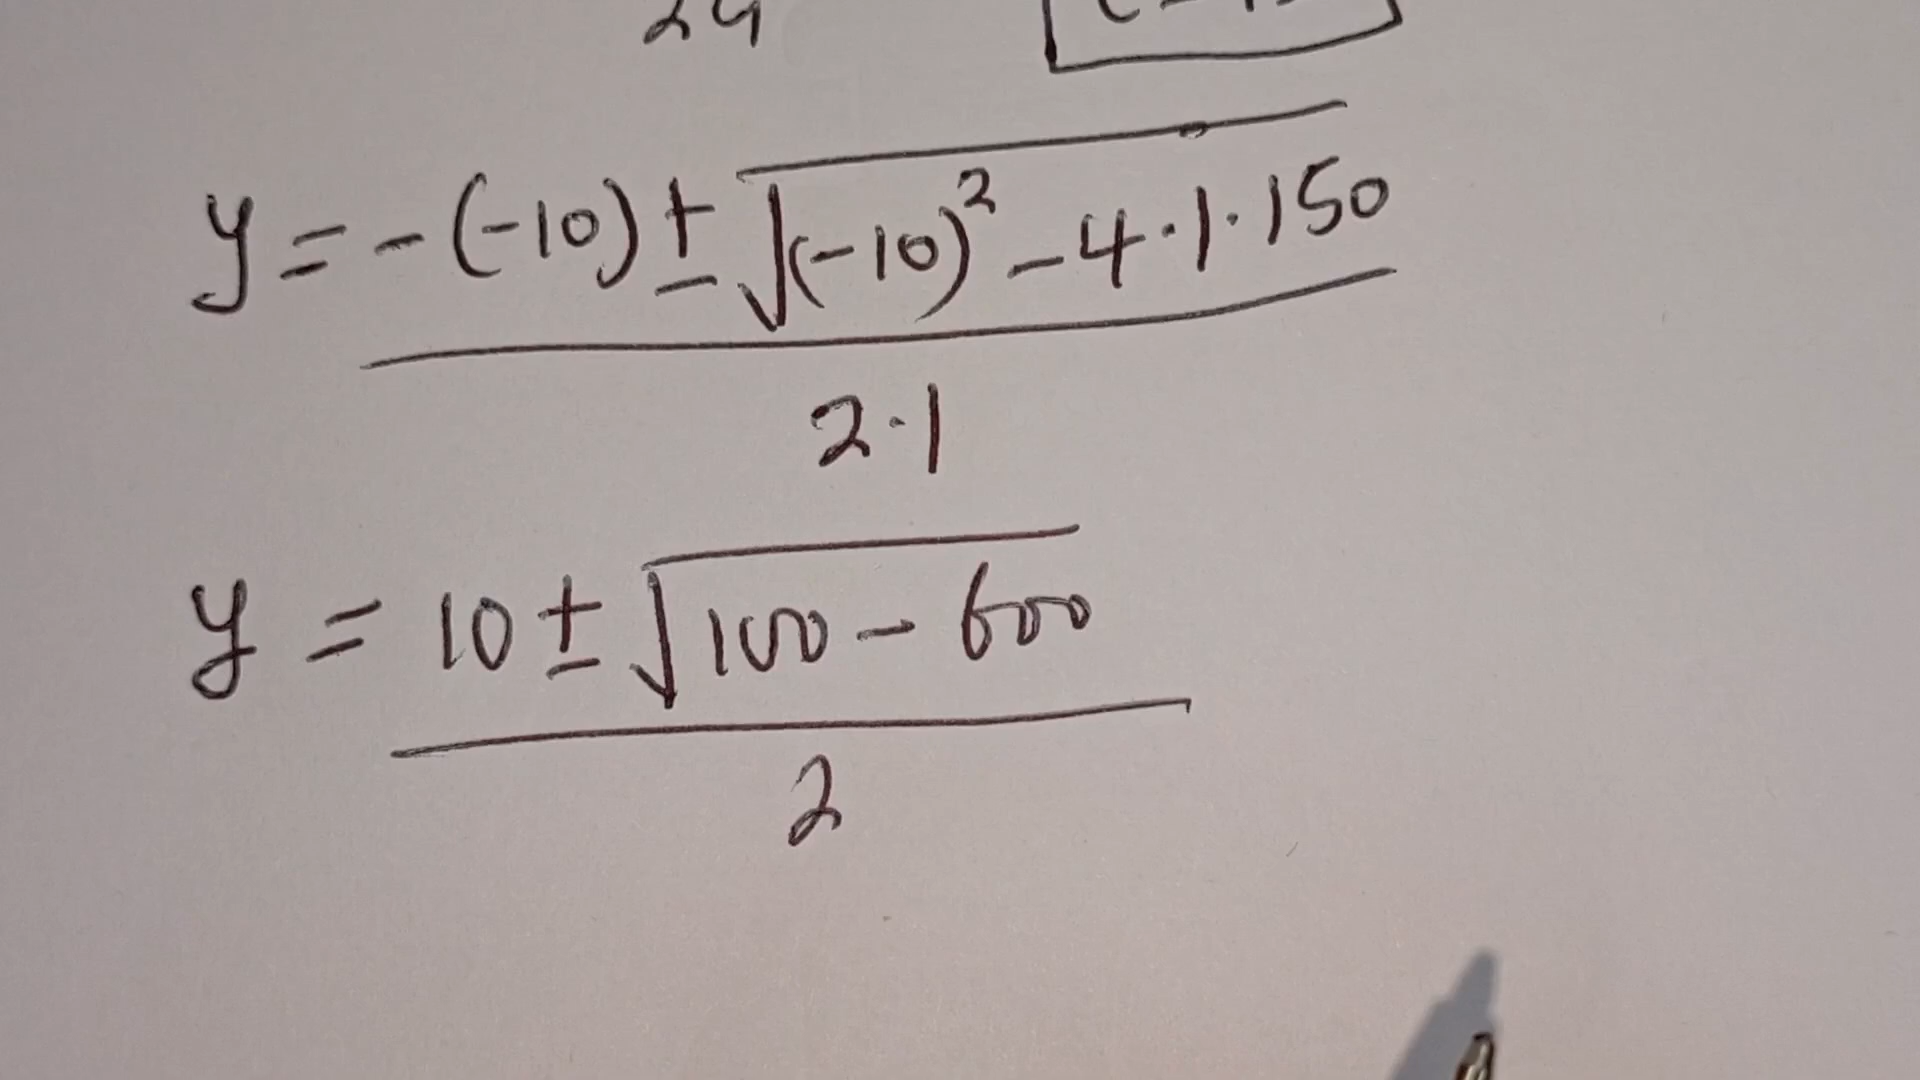 y = -(-10) ± √(-10)² - 4·1·150
2·1
y = 10 ± √100 - 600
2